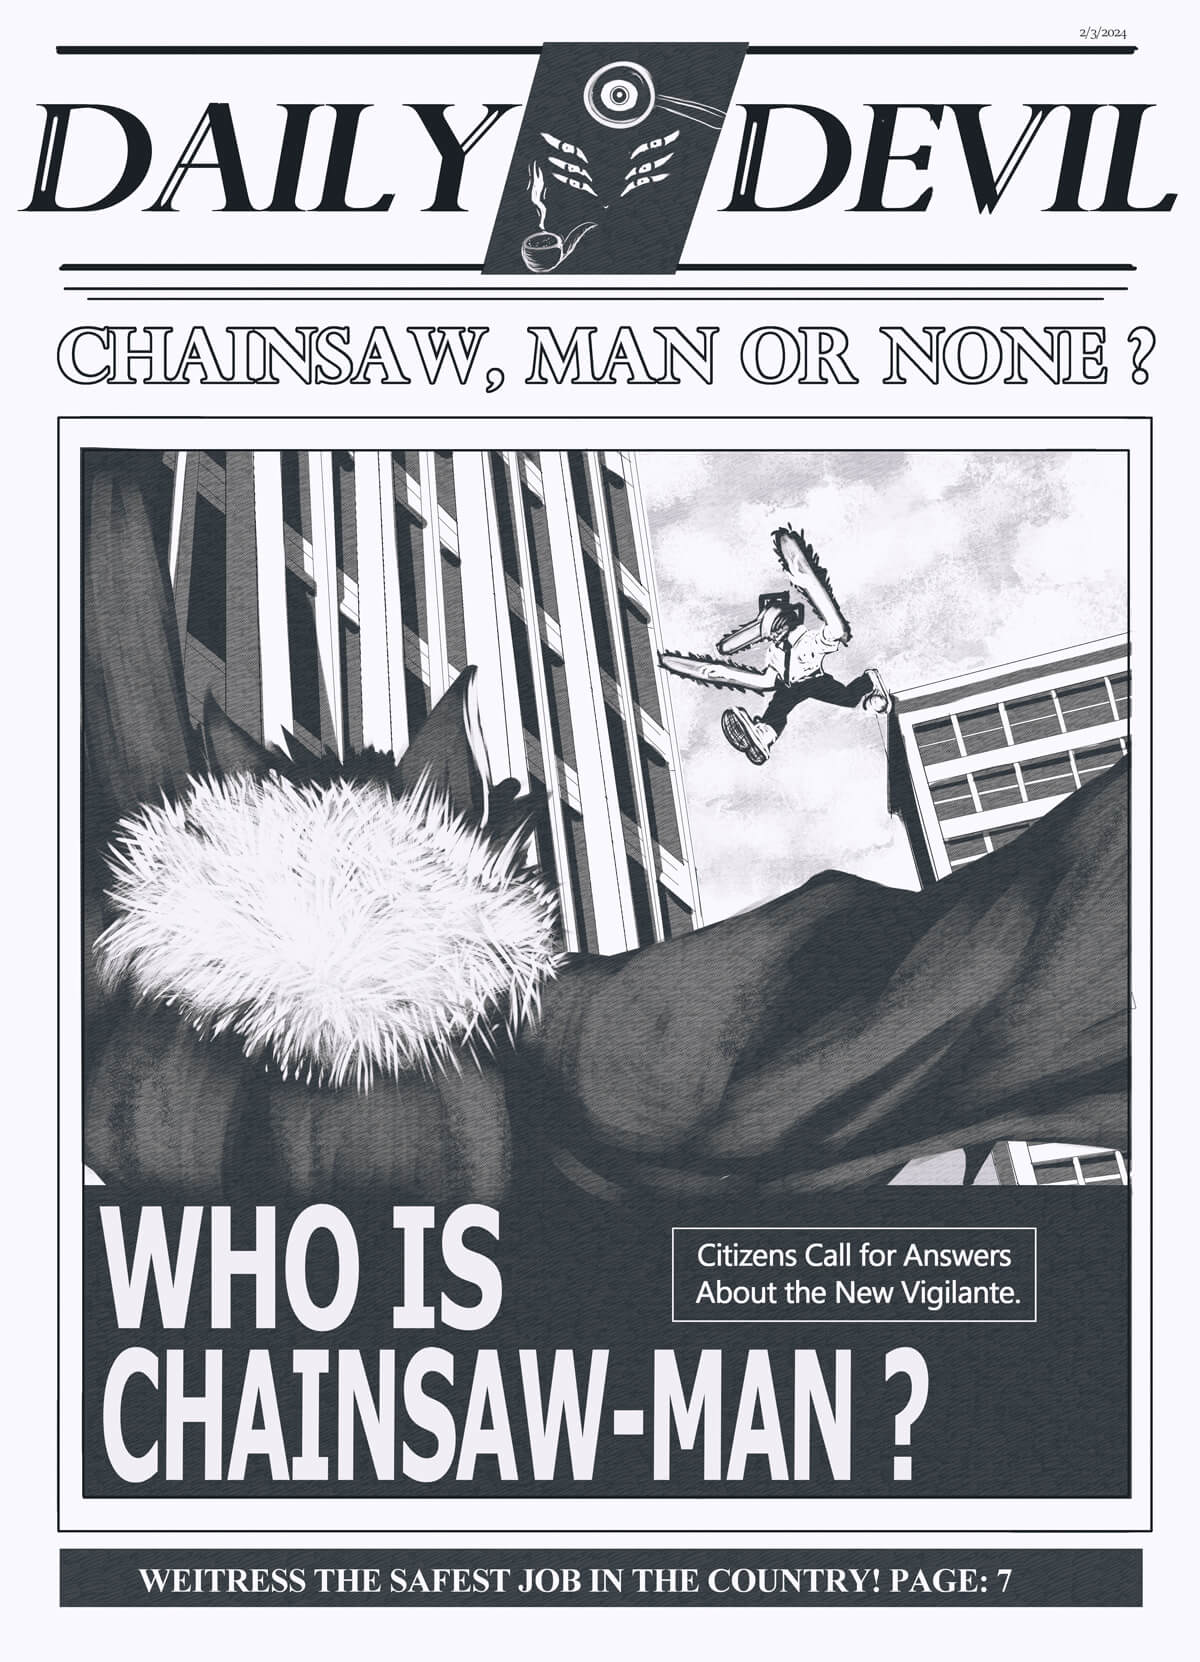 2/3/2024
DAILY DEVIL
CHAINSAW, MAN OR NONE ?
WHO IS
CHAINSAW-MAN ?
Citizens Call for Answers
About the New Vigilante.
WEITRESS THE SAFEST JOB IN THE COUNTRY! PAGE: 7